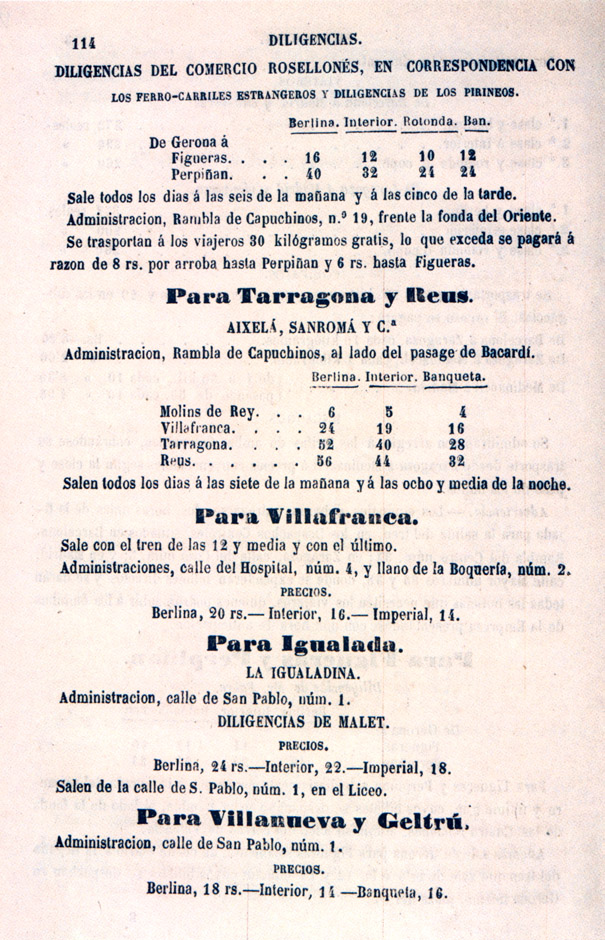 114 DILIGENCIAS.
DILIGENCIAS DEL COMERCIO ROSELLONÉS, EN CORRESPONDENCIA CON
LOS FERRO-CARRILES ESTRANGEROS Y DILIGENCIAS DE LOS PIRINEOS.
Berlina. Interior. Rotonda. Ban.
De Gerona á
Figueras. . . . 16 12 10 12
Perpiñan. . . . 40 32 24 24
Sale todos los dias á las seis de la mañana y á las cinco de la tarde.
Administracion, Rambla de Capuchinos, n.º 19, frente la fonda del Oriente.
Se trasportan á los viajeros 30 kilógramos gratis, lo que exceda se pagará á
razon de 8 rs. por arroba hasta Perpiñan y 6 rs. hasta Figueras.
Para Tarragona y Reus.
AIXELÁ, SANROMÁ Y C.ª
Administracion, Rambla de Capuchinos, al lado del pasage de Bacardí.
Berlina. Interior. Banqueta.
Molins de Rey. . . 6 5 4
Villafranca. . . . 24 19 16
Tarragona. . . . 52 40 28
Reus. . . . . 56 44 32
Salen todos los dias á las siete de la mañana y á las ocho y media de la noche.
Para Villafranca.
Sale con el tren de las 12 y media y con el último.
Administraciones, calle del Hospital, núm. 4, y llano de la Boquería, núm. 2.
PRECIOS.
Berlina, 20 rs.—Interior, 16.—Imperial, 14.
Para Igualada.
LA IGUALADINA.
Administracion, calle de San Pablo, núm. 1.
DILIGENCIAS DE MALET.
PRECIOS.
Berlina, 24 rs.—Interior, 22.—Imperial, 18.
Salen de la calle de S. Pablo, núm. 1, en el Liceo.
Para Villanueva y Geltrú.
Administracion, calle de San Pablo, núm. 1.
PRECIOS.
Berlina, 18 rs.—Interior, 14 —Banqueta, 16.